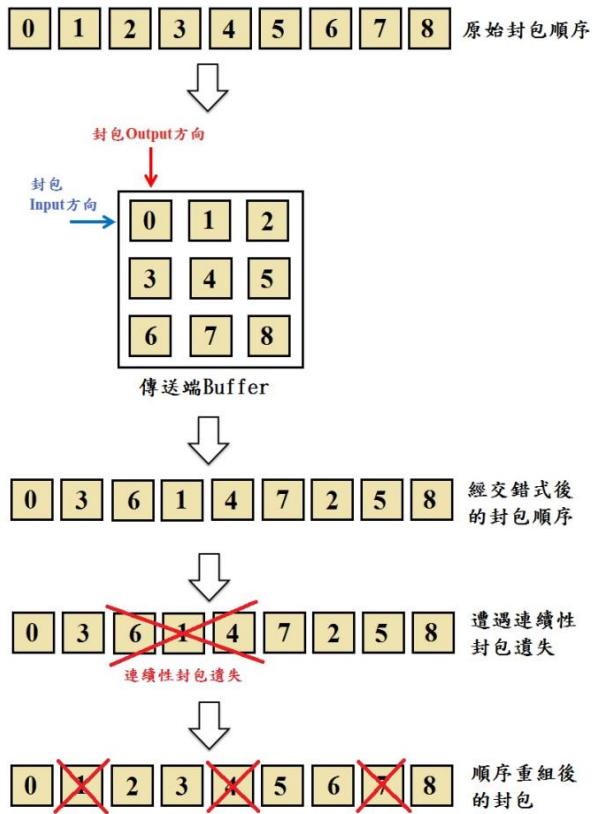 0 1 2 3 4 5 6 7 8 原始封包順序
封包Output方向
封包
Input方向
0 1 2
3 4 5
6 7 8
傳送端Buffer
0 3 6 1 4 7 2 5 8 經交錯式後
的封包順序
0 3 6 1 4 7 2 5 8 遭遇連續性
封包遺失
連續性封包遺失
0 1 2 3 4 5 6 7 8 順序重組後
的封包